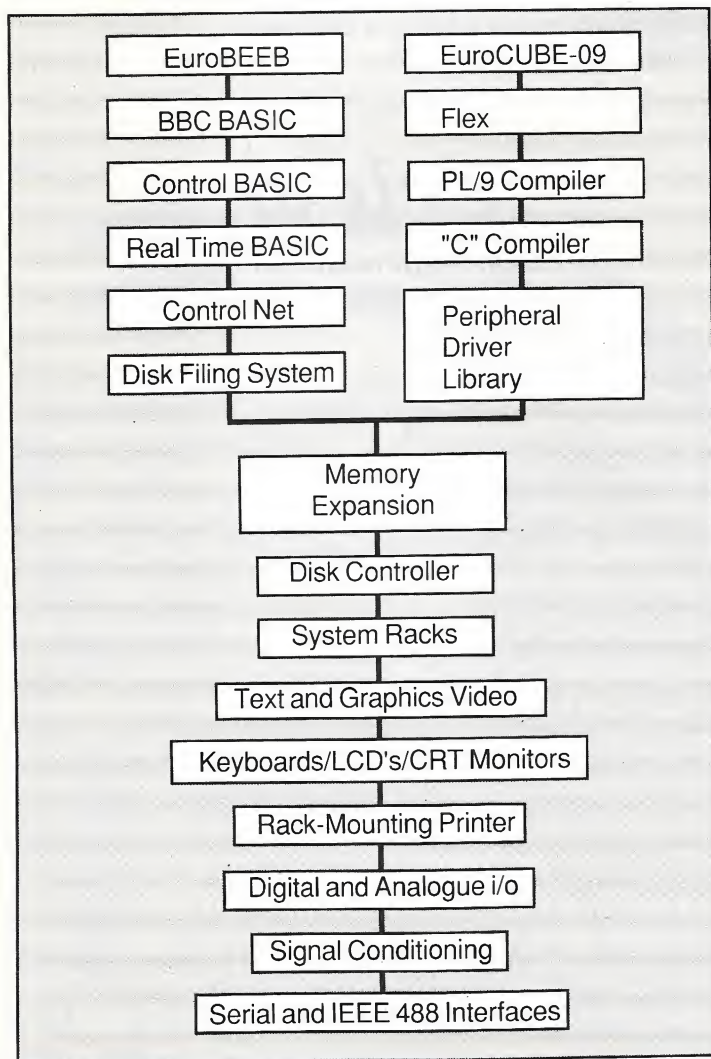 EuroBEEB
BBC BASIC
Control BASIC
Real Time BASIC
Control Net
Disk Filing System
EuroCUBE-09
Flex
PL/9 Compiler
"C" Compiler
Peripheral
Driver
Library
Memory
Expansion
Disk Controller
System Racks
Text and Graphics Video
Keyboards/LCD's/CRT Monitors
Rack-Mounting Printer
Digital and Analogue i/o
Signal Conditioning
Serial and IEEE 488 Interfaces